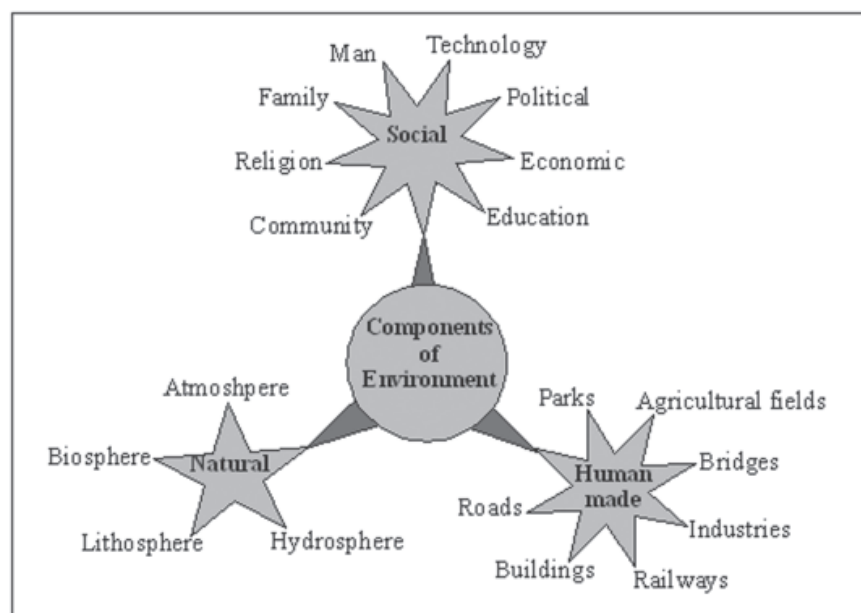 Man
Technology
Family
Political
Social
Religion
Economic
Community
Education
Components
of
Environment
Atmoshpere
Biosphere
Natural
Lithosphere
Hydrosphere
Parks
Agricultural fields
Human
made
Bridges
Roads
Industries
Buildings
Railways